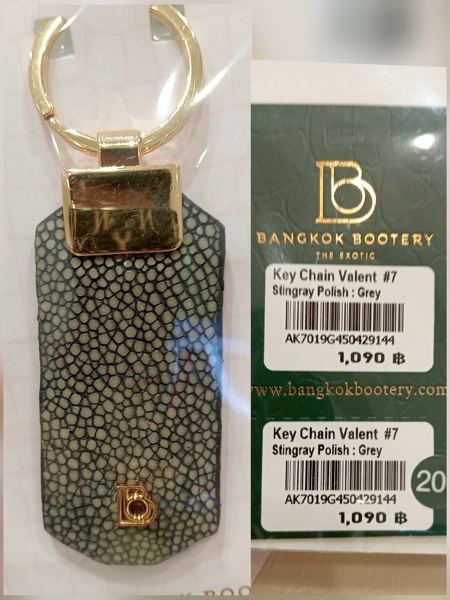 B
BANGKOK BOOTERY
THE EXOTIC
Key Chain Valent #7
Stingray Polish : Grey
AK7019G450429144
1,090 ฿
www.bangkokbootery.com
Key Chain Valent #7
Stingray Polish : Grey
AK7019G450429144
1,090 ฿
20
B